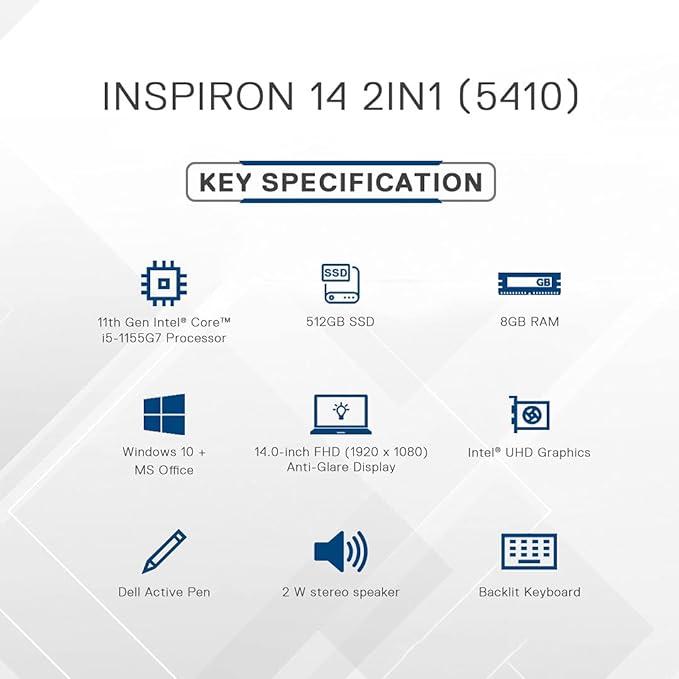 INSPIRON 14 2IN1 (5410)
KEY SPECIFICATION
11th Gen Intel® Core™
i5-1155G7 Processor
SSD
512GB SSD
GB
8GB RAM
Windows 10 +
MS Office
14.0-inch FHD (1920 x 1080)
Anti-Glare Display
Intel® UHD Graphics
Dell Active Pen
2 W stereo speaker
Backlit Keyboard